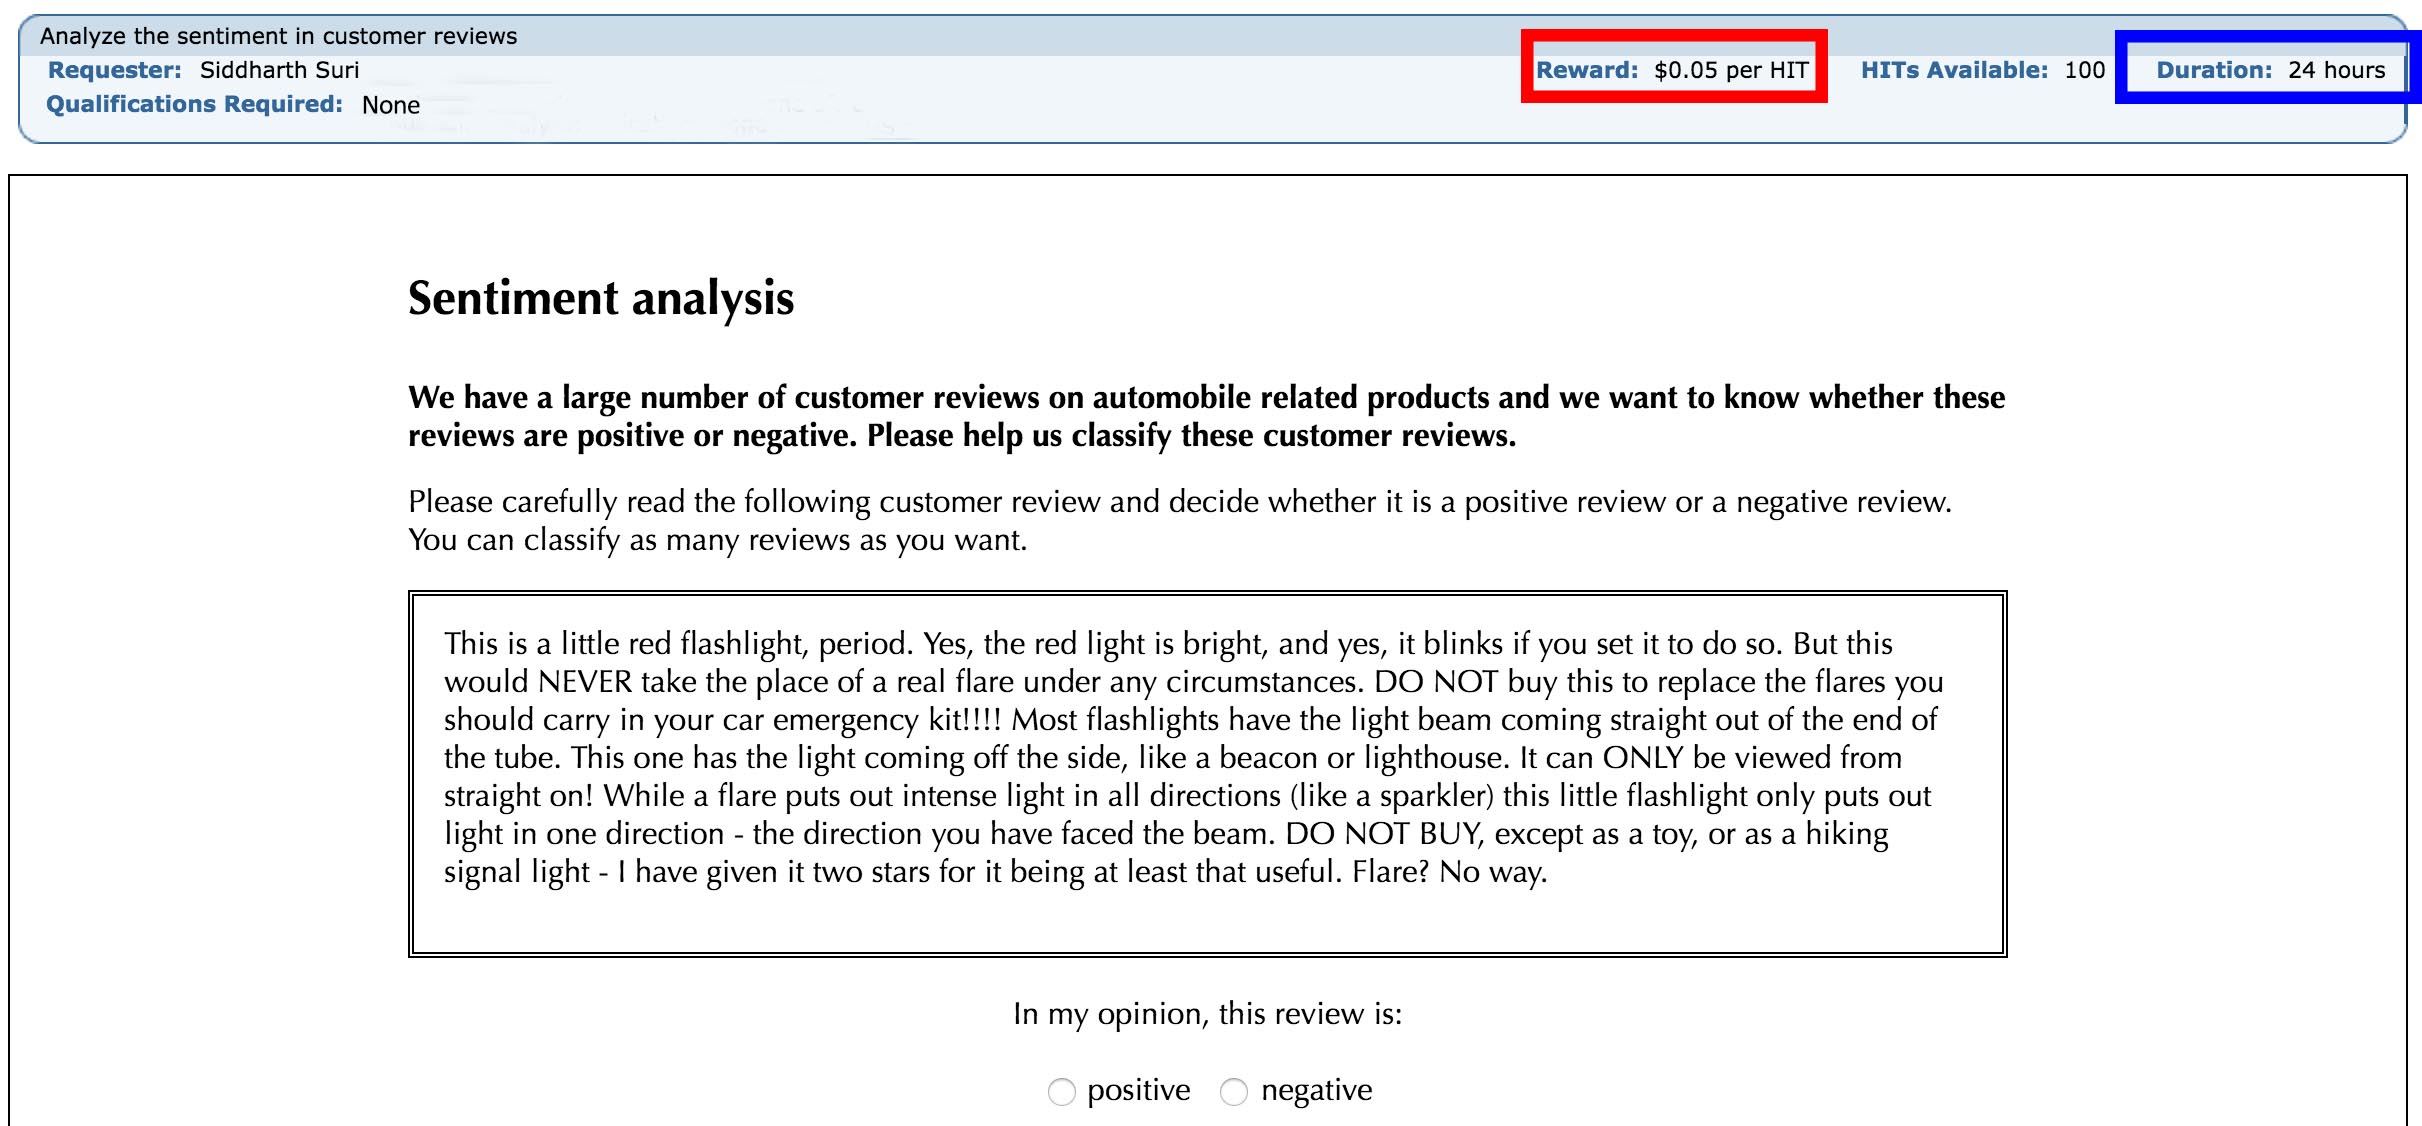 Analyze the sentiment in customer reviews
Requester: Siddharth Suri Reward: $0.05 per HIT HITs Available: 100 Duration: 24 hours
Qualifications Required: None
Sentiment analysis
We have a large number of customer reviews on automobile related products and we want to know whether these
reviews are positive or negative. Please help us classify these customer reviews.
Please carefully read the following customer review and decide whether it is a positive review or a negative review.
You can classify as many reviews as you want.
This is a little red flashlight, period. Yes, the red light is bright, and yes, it blinks if you set it to do so. But this
would NEVER take the place of a real flare under any circumstances. DO NOT buy this to replace the flares you
should carry in your car emergency kit!!!! Most flashlights have the light beam coming straight out of the end of
the tube. This one has the light coming off the side, like a beacon or lighthouse. It can ONLY be viewed from
straight on! While a flare puts out intense light in all directions (like a sparkler) this little flashlight only puts out
light in one direction - the direction you have faced the beam. DO NOT BUY, except as a toy, or as a hiking
signal light - I have given it two stars for it being at least that useful. Flare? No way.
In my opinion, this review is:
positive negative